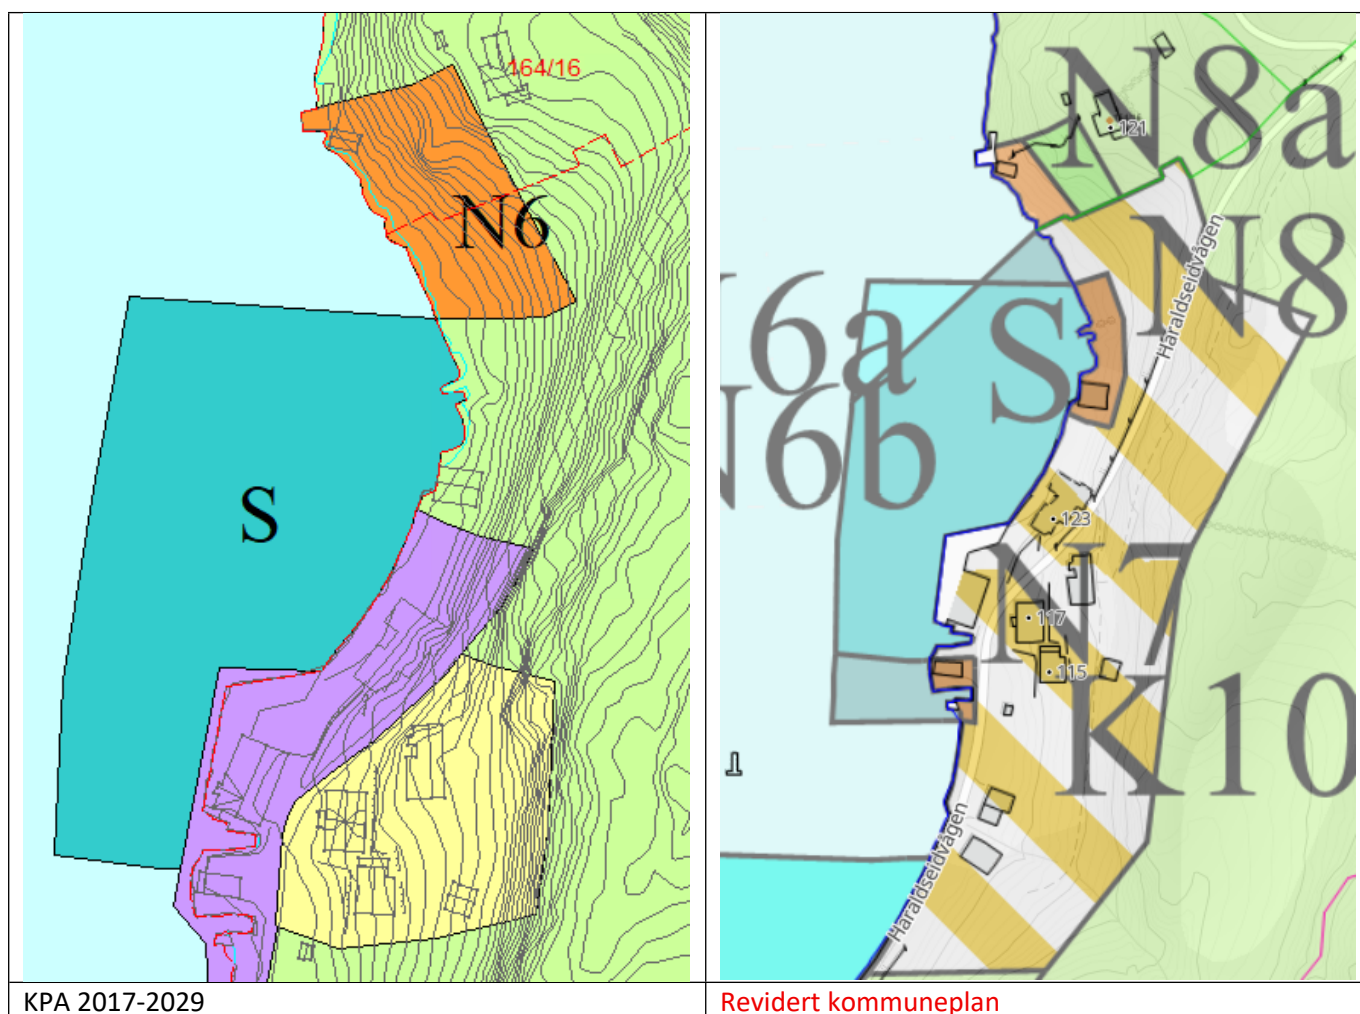 164/16
N6
S
KPA 2017-2029
N8a
121
N8
Haraldseidvågen
6a
S
N6b
123
N7
117
115
K10
Haraldseidvågen
Revidert kommuneplan